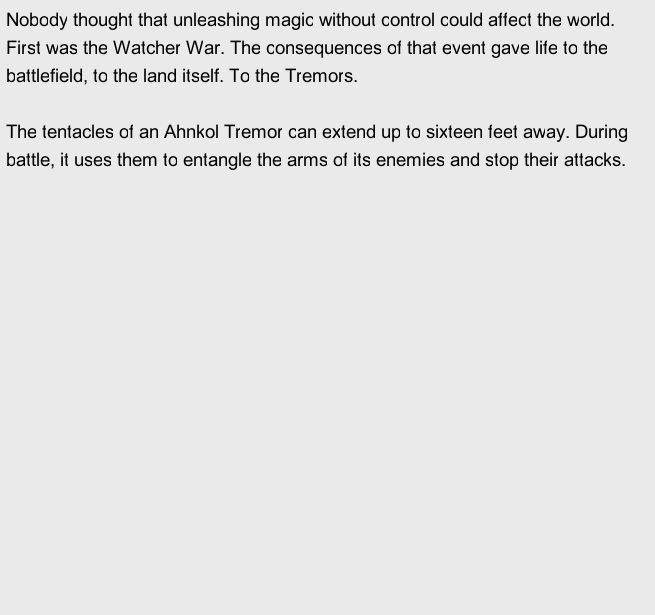 Nobody thought that unleashing magic without control could affect the world.
First was the Watcher War. The consequences of that event gave life to the
battlefield, to the land itself. To the Tremors.

The tentacles of an Ahnkol Tremor can extend up to sixteen feet away. During
battle, it uses them to entangle the arms of its enemies and stop their attacks.